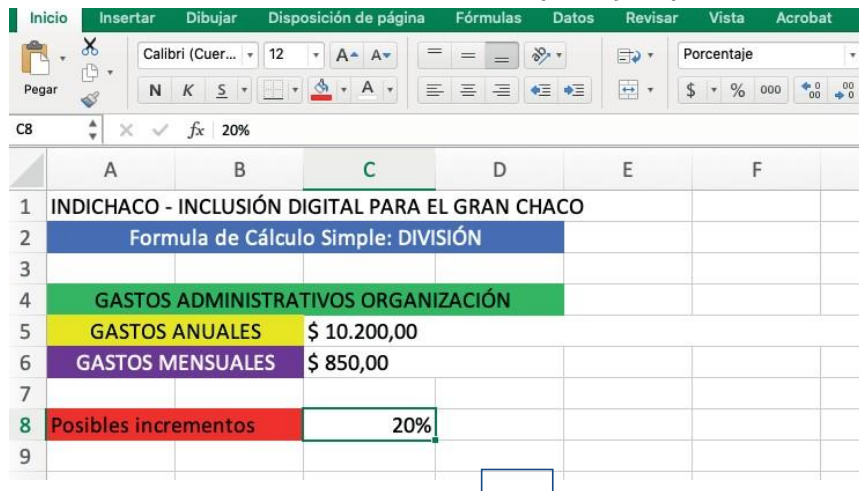 Inicio Insertar Dibujar Disposición de página Fórmulas Datos Revisar Vista Acrobat
Pegar Calibri (Cuer... 12 A A Porcentaje
N K S A $ % 000
C8 fx 20%
A B C D E F
1 INDICHACO - INCLUSIÓN DIGITAL PARA EL GRAN CHACO
2 Formula de Cálculo Simple: DIVISIÓN
3
4 GASTOS ADMINISTRATIVOS ORGANIZACIÓN
5 GASTOS ANUALES $ 10.200,00
6 GASTOS MENSUALES $ 850,00
7
8 Posibles incrementos 20%
9